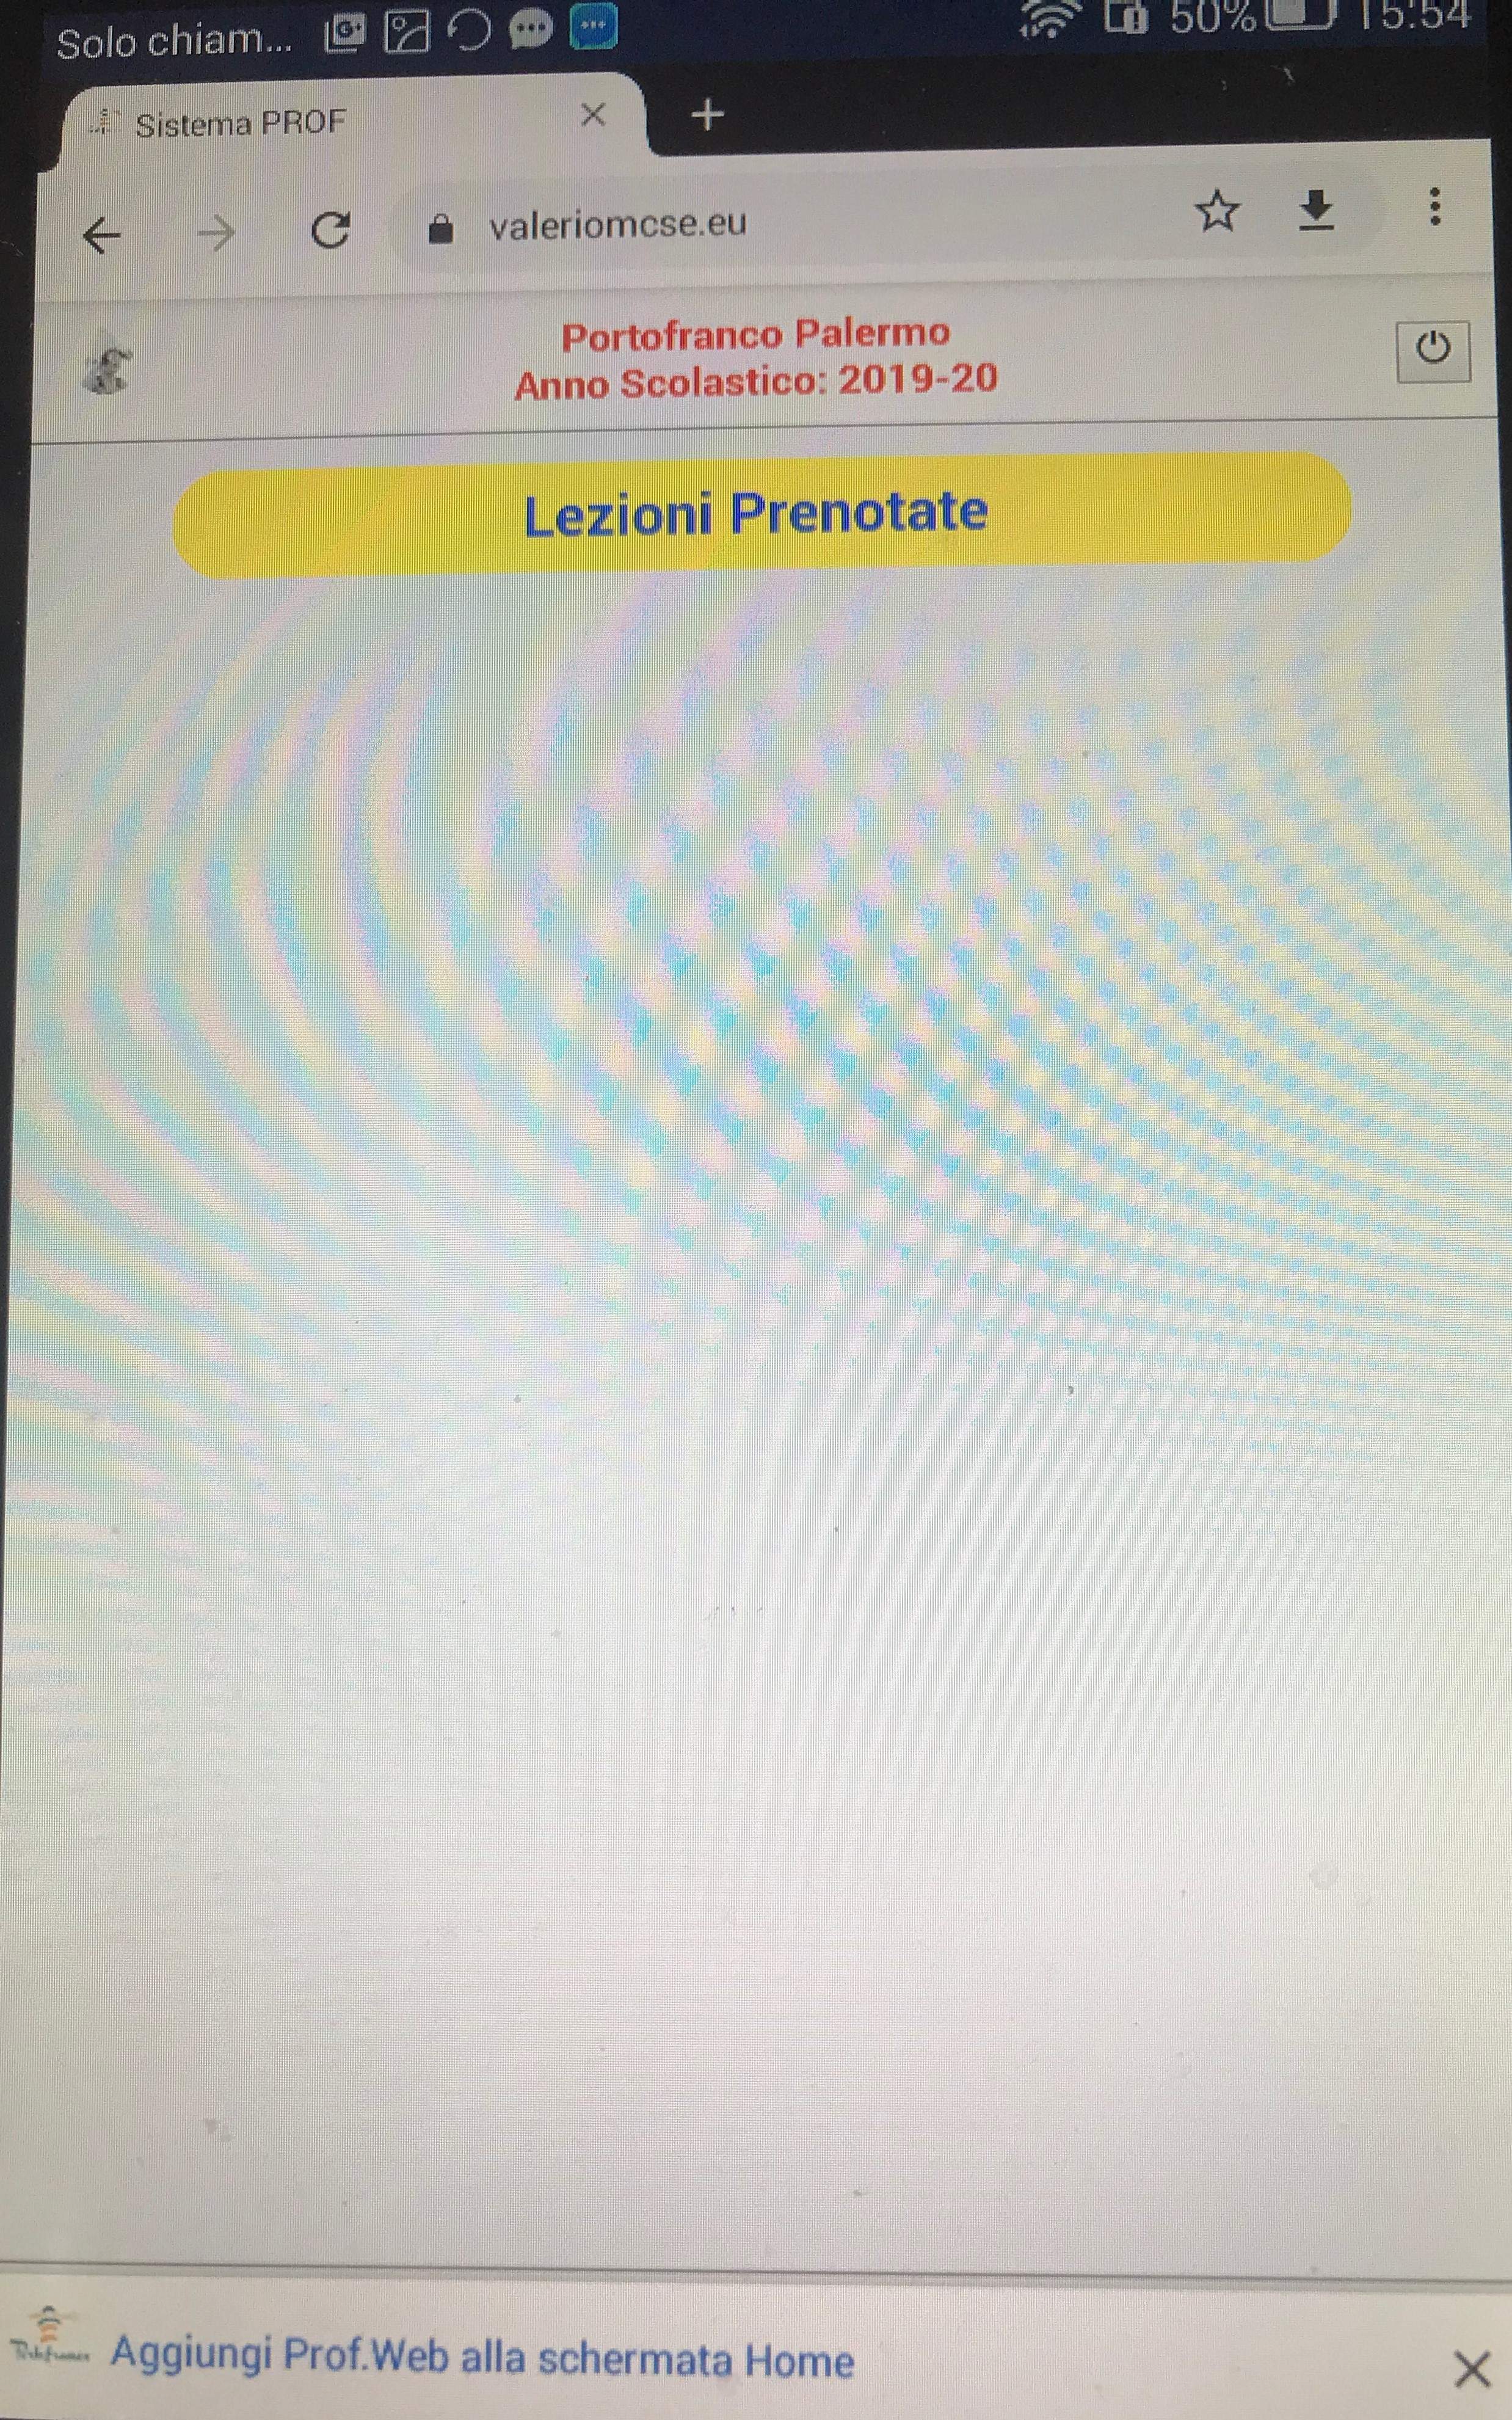 Solo chiam...
50%
15:54
Sistema PROF
valeriomcse.eu
Portofranco Palermo
Anno Scolastico: 2019-20
Lezioni Prenotate
Aggiungi Prof.Web alla schermata Home